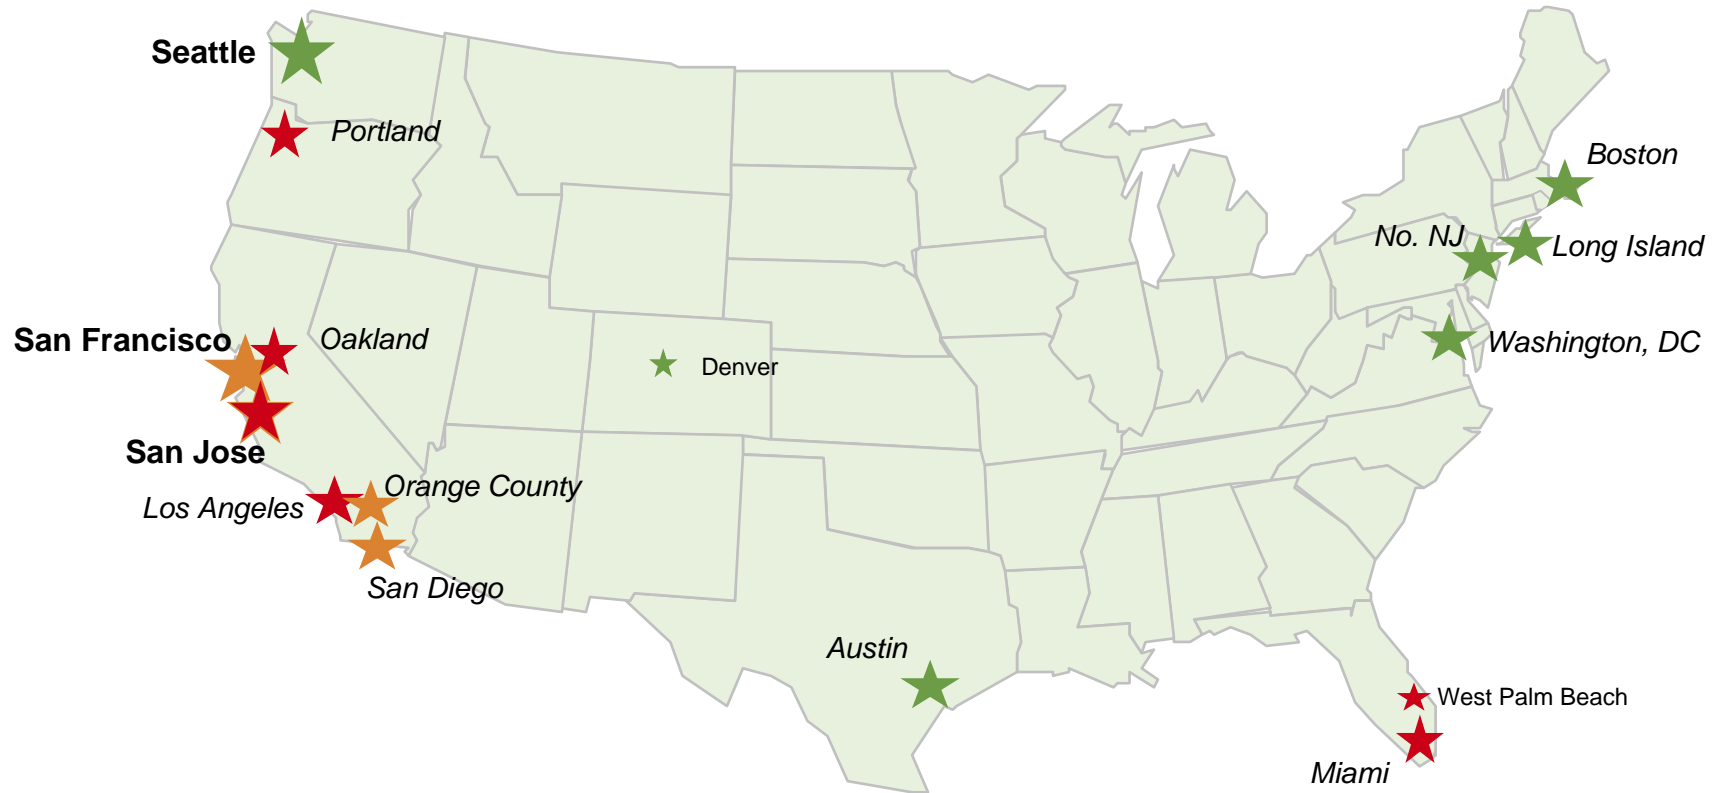 Seattle
Portland
Boston
No. NJ
Long Island
San Francisco
Oakland
Washington, DC
Denver
San Jose
Orange County
Los Angeles
San Diego
Austin
West Palm Beach
Miami